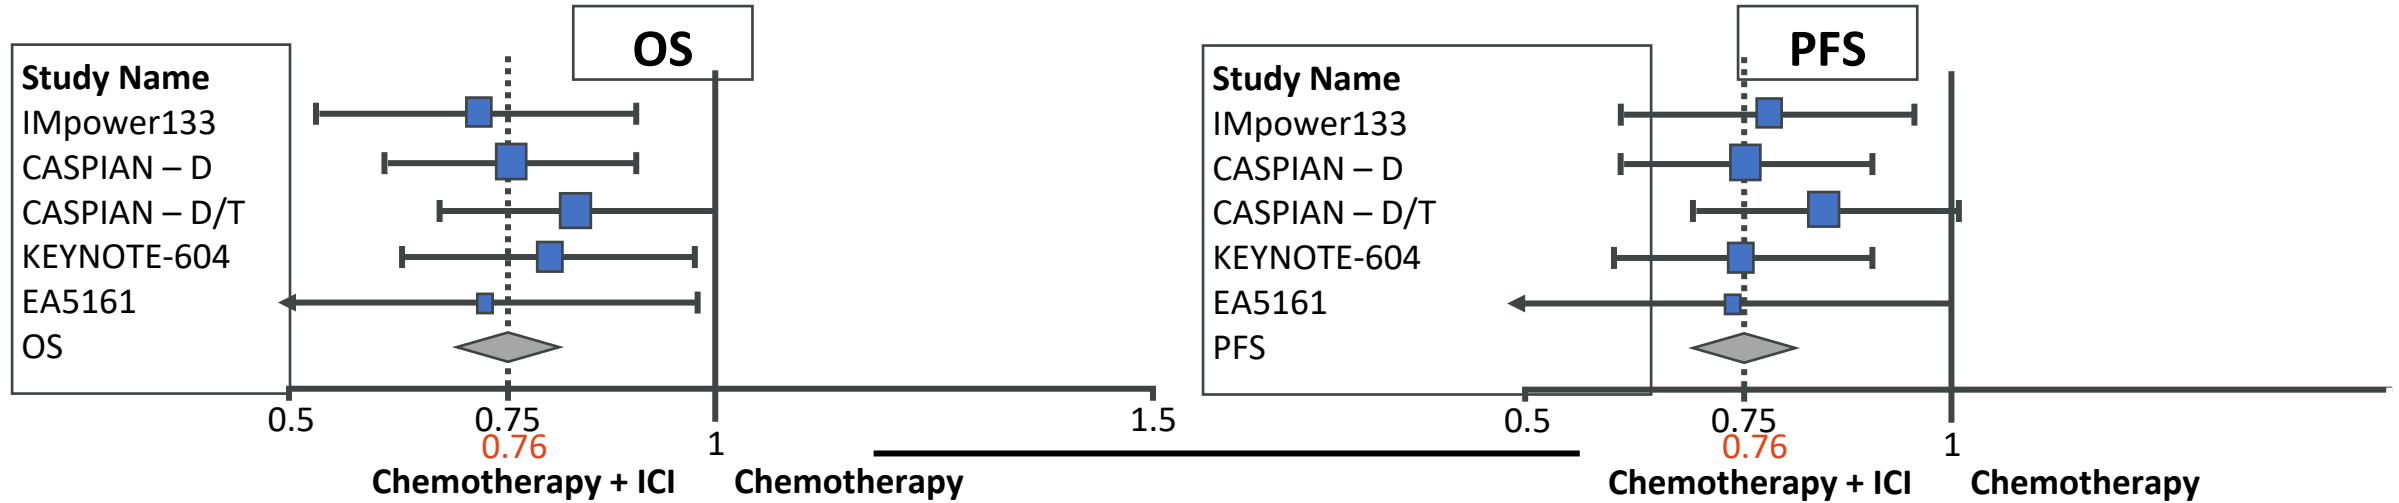 OS
Study Name
IMpower133
CASPIAN – D
CASPIAN – D/T
KEYNOTE-604
EA5161
OS
0.5
0.75
0.76
1
1.5
Chemotherapy + ICI
Chemotherapy
PFS
Study Name
IMpower133
CASPIAN – D
CASPIAN – D/T
KEYNOTE-604
EA5161
PFS
0.5
0.75
0.76
1
Chemotherapy + ICI
Chemotherapy